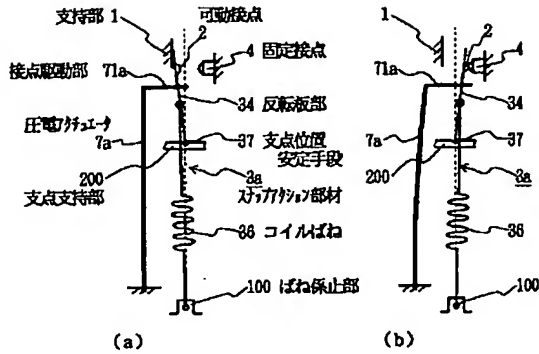 支持部 1
可動接点
2
4 固定接点
接点駆動部 71a
34 反転板部
圧電アクチュエータ
7a
37 支点位置
安定手段
200
3a
支点支持部
スナップアクション部材
36 コイルばね
100 ばね係止部
(a)
1
2
4
71a
34
7a
37
200
3a
36
100
(b)